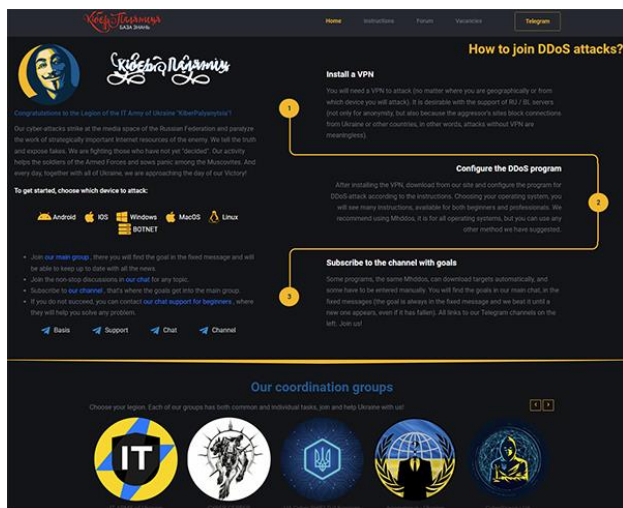 Кібер Паляниця
БАЗА ЗНАНЬ
Home
Instructions
Forum
Vacancies
Telegram
How to join DDoS attacks?
Кіберь Паляниць
Congratulations to the Legion of the IT Army of Ukraine "KiberPalyanytsia"!
Our cyber-attacks strike at the media space of the Russian Federation and paralyze
the work of strategically important Internet resources of the enemy. We tell the truth
and expose fakes. We are fighting those who have not yet "decided". Our activity
helps the soldiers of the Armed Forces and sows panic among the Muscovites. And
every day, together with all of Ukraine, we are approaching the day of our Victory!
To get started, choose which device to attack:
Android
iOS
Windows
MacOS
Linux
BOTNET
Join our main group , there you will find the goal in the fixed message and will
be able to keep up to date with all the news.
Join the non-stop discussions in our chat for any topic.
Subscribe to our channel , that's where the goals get into the main group.
If you do not succeed, you can contact our chat support for beginners , where
they will help you solve any problem.
Basis
Support
Chat
Channel
1
Install a VPN
You will need a VPN to attack (no matter where you are geographically or from
which device you will attack). It is desirable with the support of RU / BL servers
(not only for anonymity, but also because the aggressor's sites block connections
from Ukraine or other countries, in other words, attacks without VPN are
meaningless).
2
Configure the DDoS program
After installing the VPN, download from our site and configure the program for
DDoS-attack according to the instructions. Choosing your operating system, you
will see many instructions, available for both beginners and professionals. We
recommend using Mhddos, it is for all operating systems, but you can use any
other method we have suggested.
3
Subscribe to the channel with goals
Some programs, the same Mhddos, can download targets automatically, and
some have to be entered manually. You will find the goals in our main chat, in the
fixed messages (the goal is always in the fixed message and we beat it until a
new one appears, even if it has fallen). All links to our Telegram channels on the
left. Join us!
Our coordination groups
Choose your legion. Each of our groups has both common and individual tasks, join and help Ukraine with us!
IT